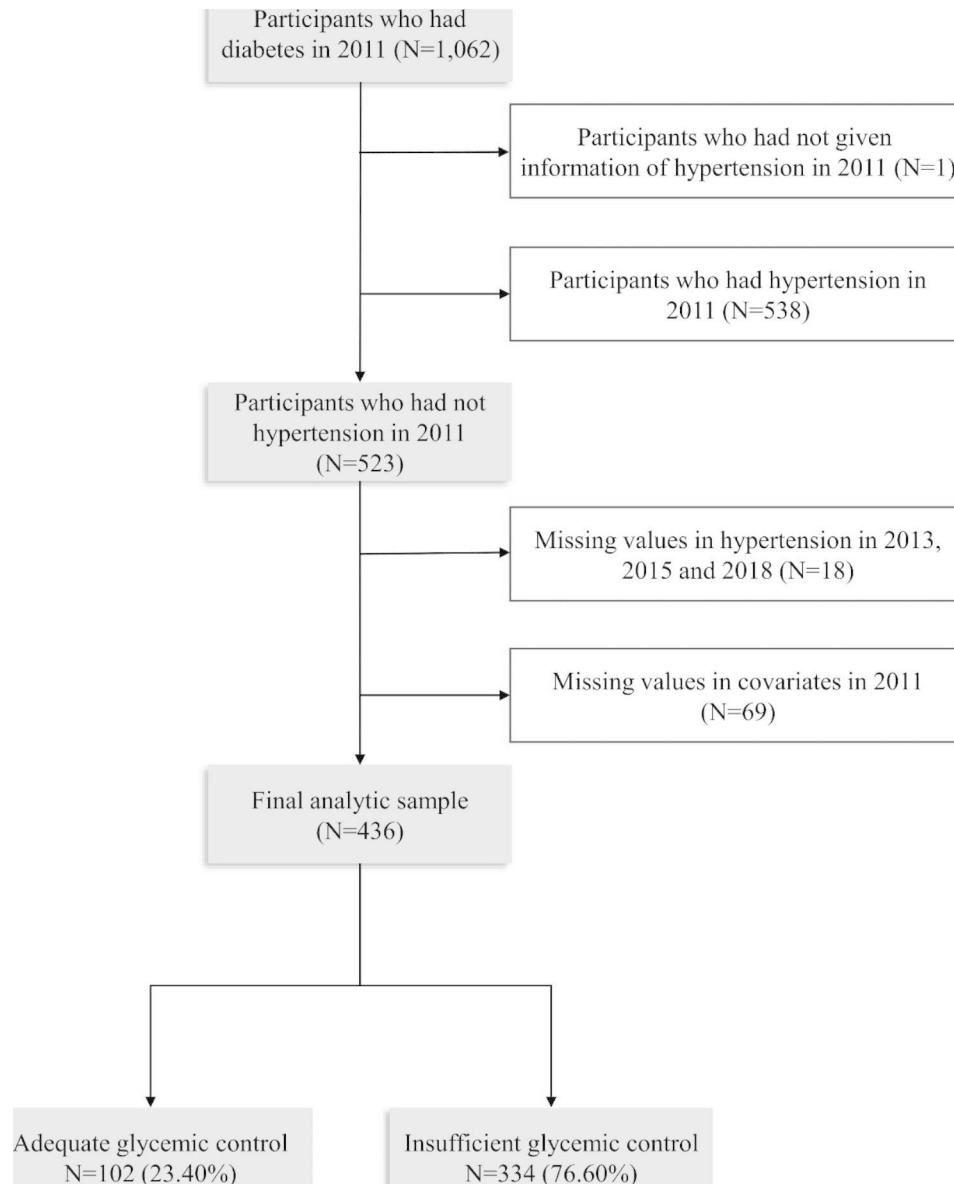 Participants who had
diabetes in 2011 (N=1,062)
Participants who had not given
information of hypertension in 2011 (N=1)
Participants who had hypertension in
2011 (N=538)
Participants who had not
hypertension in 2011
(N=523)
Missing values in hypertension in 2013,
2015 and 2018 (N=18)
Missing values in covariates in 2011
(N=69)
Final analytic sample
(N=436)
Adequate glycemic control
N=102 (23.40%)
Insufficient glycemic control
N=334 (76.60%)